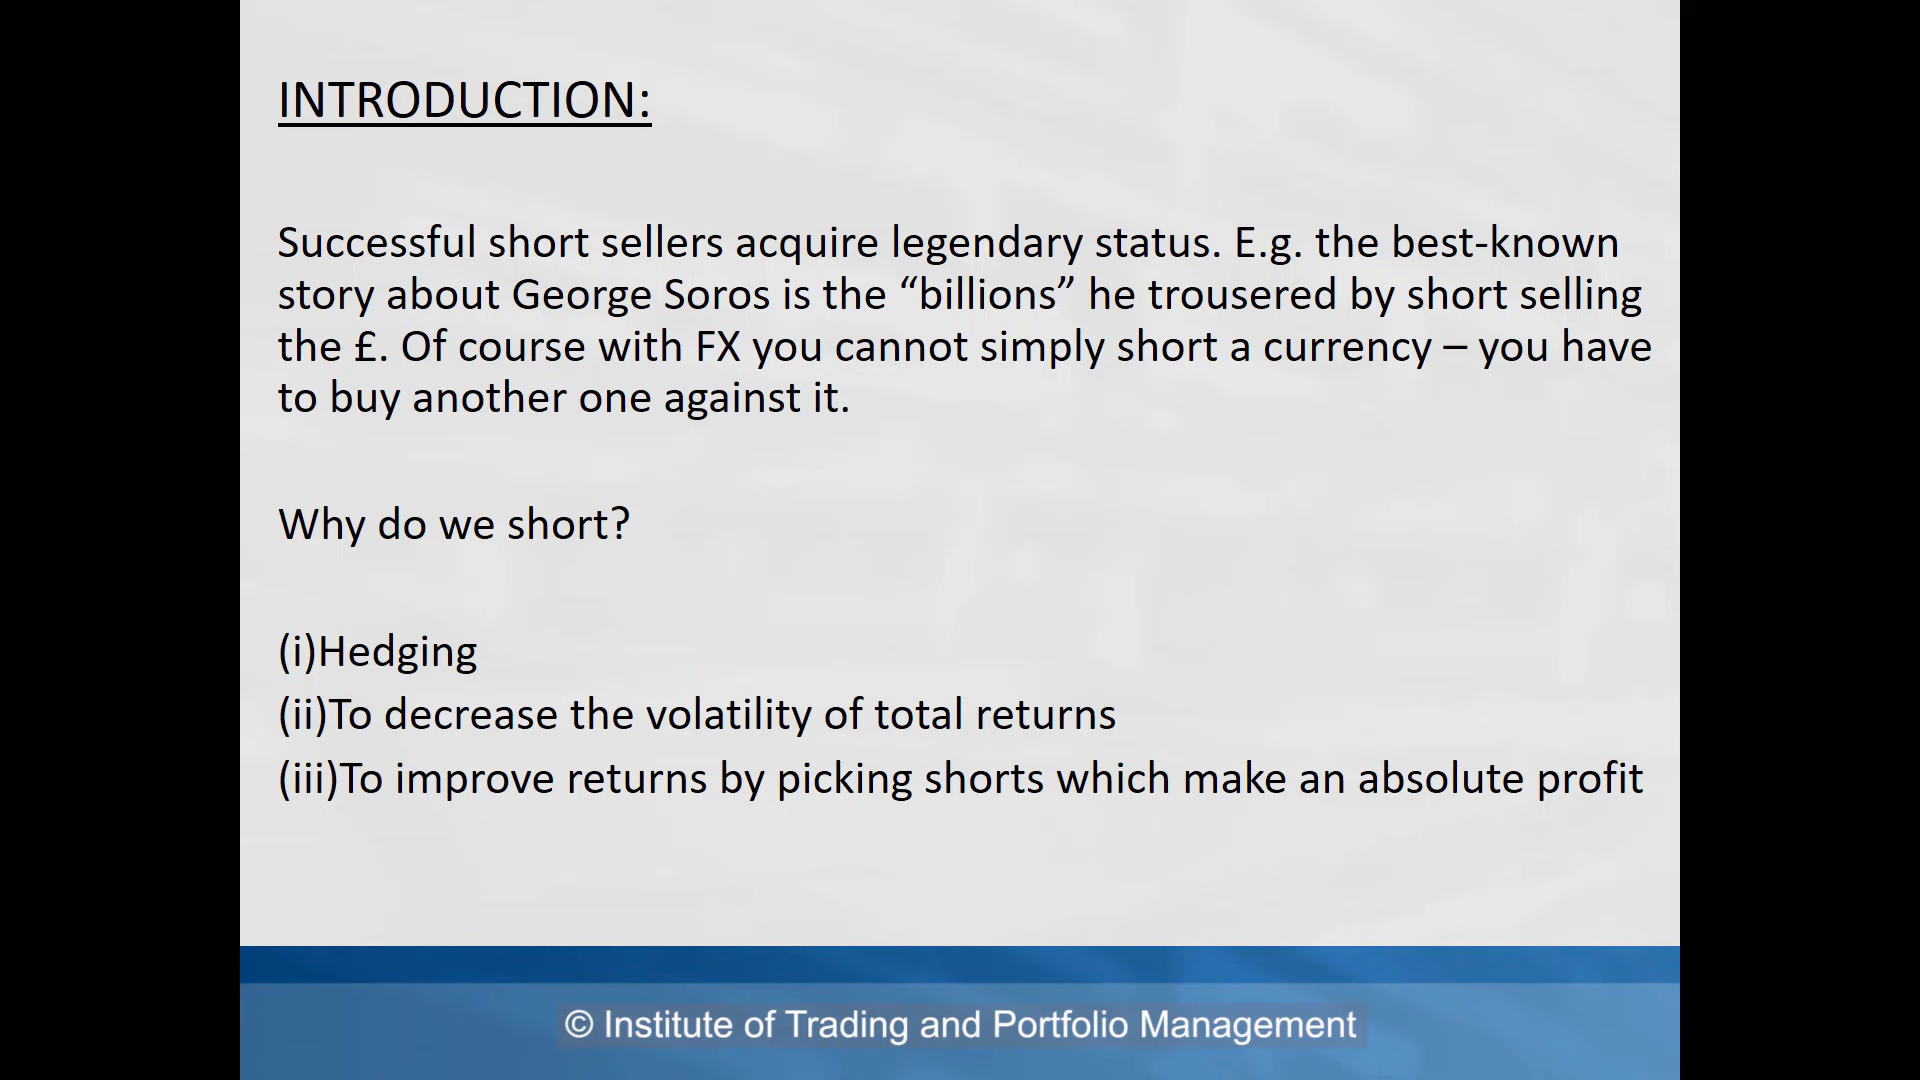 INTRODUCTION:
Successful short sellers acquire legendary status. E.g. the best-known
story about George Soros is the “billions” he trousered by short selling
the £. Of course with FX you cannot simply short a currency – you have
to buy another one against it.
Why do we short?
(i)Hedging
(ii)To decrease the volatility of total returns
(iii)To improve returns by picking shorts which make an absolute profit
© Institute of Trading and Portfolio Management